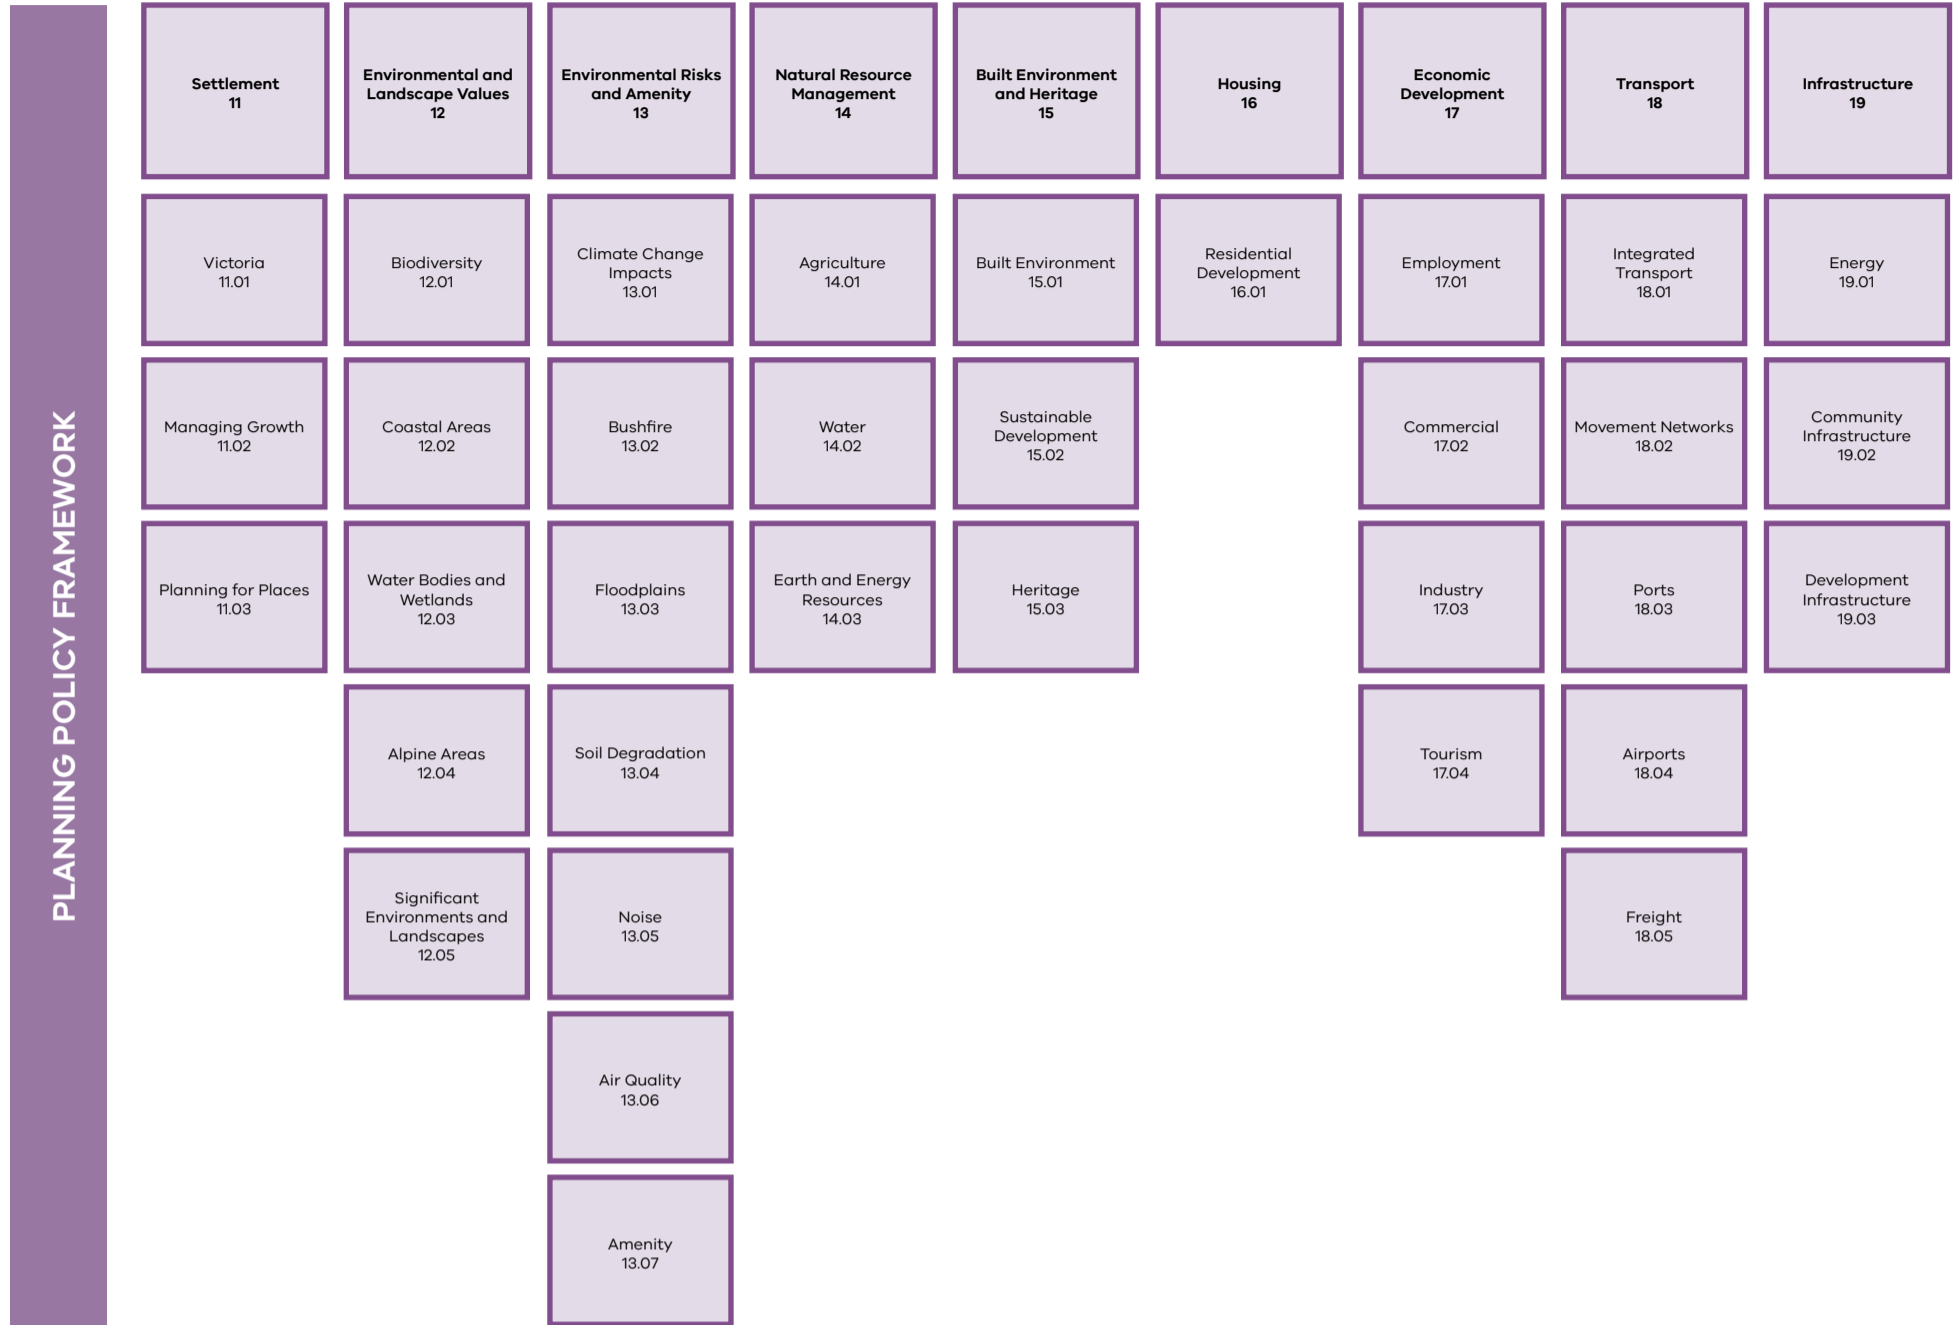 PLANNING POLICY FRAMEWORK
Settlement
11
Environmental and
Landscape Values
12
Environmental Risks
and Amenity
13
Natural Resource
Management
14
Built Environment
and Heritage
15
Housing
16
Economic
Development
17
Transport
18
Infrastructure
19
Victoria
11.01
Biodiversity
12.01
Climate Change
Impacts
13.01
Agriculture
14.01
Built Environment
15.01
Residential
Development
16.01
Employment
17.01
Integrated
Transport
18.01
Energy
19.01
Managing Growth
11.02
Coastal Areas
12.02
Bushfire
13.02
Water
14.02
Sustainable
Development
15.02
Commercial
17.02
Movement Networks
18.02
Community
Infrastructure
19.02
Planning for Places
11.03
Water Bodies and
Wetlands
12.03
Floodplains
13.03
Earth and Energy
Resources
14.03
Heritage
15.03
Industry
17.03
Ports
18.03
Development
Infrastructure
19.03
Alpine Areas
12.04
Soil Degradation
13.04
Tourism
17.04
Airports
18.04
Significant
Environments and
Landscapes
12.05
Noise
13.05
Freight
18.05
Air Quality
13.06
Amenity
13.07